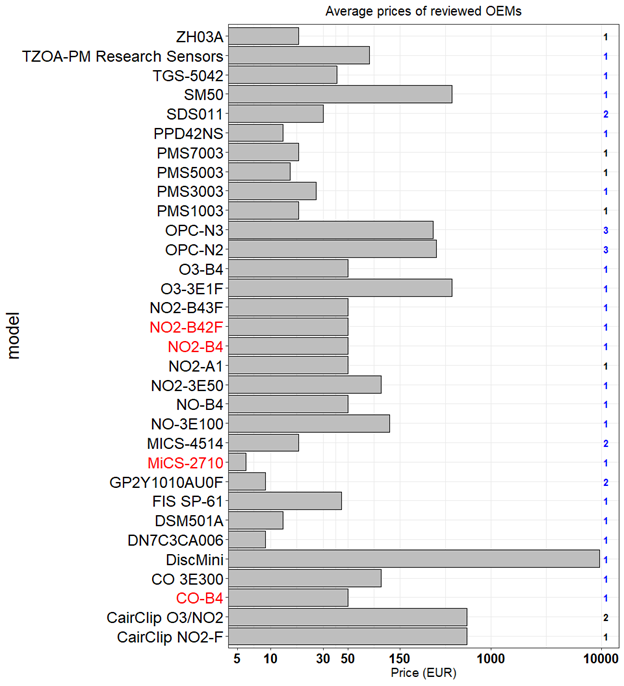 Average prices of reviewed OEMs
ZH03A 1
TZOA-PM Research Sensors 1
TGS-5042 1
SM50 1
SDS011 2
PPD42NS 1
PMS7003 1
PMS5003 1
PMS3003 1
PMS1003 1
OPC-N3 3
OPC-N2 3
O3-B4 1
O3-3E1F 1
NO2-B43F 1
NO2-B42F 1
NO2-B4 1
NO2-A1 1
NO2-3E50 1
NO-B4 1
NO-3E100 1
MICS-4514 2
MiCS-2710 1
GP2Y1010AU0F 2
FIS SP-61 1
DSM501A 1
DN7C3CA006 1
DiscMini 1
CO 3E300 1
CO-B4 1
CairClip O3/NO2 2
CairClip NO2-F 1
model
5 10 30 50 150 1000 10000
Price (EUR)